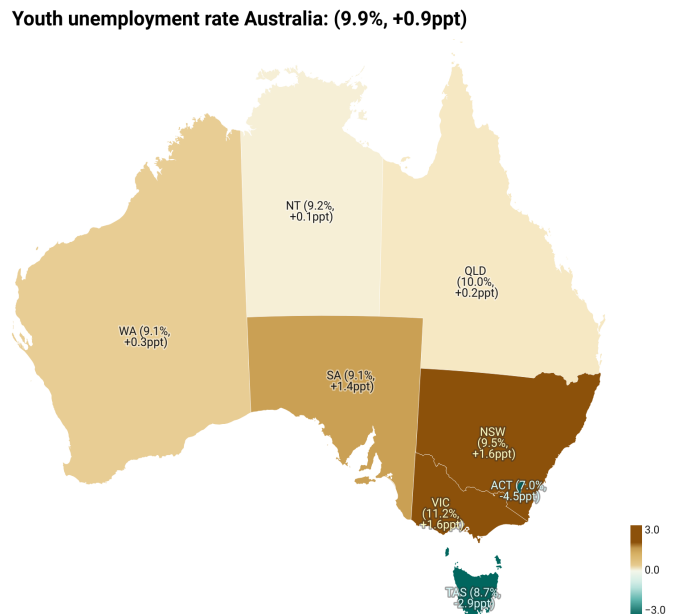 Youth unemployment rate Australia: (9.9%, +0.9ppt)
NT (9.2%,
+0.1ppt)
QLD
(10.0%,
+0.2ppt)
WA (9.1%,
+0.3ppt)
SA (9.1%,
+1.4ppt)
NSW
(9.5%,
+1.6ppt)
ACT (7.0%,
-4.5ppt)
VIC
(11.2%,
+1.6ppt)
TAS (8.7%,
-2.9ppt)
3.0
0.0
−3.0